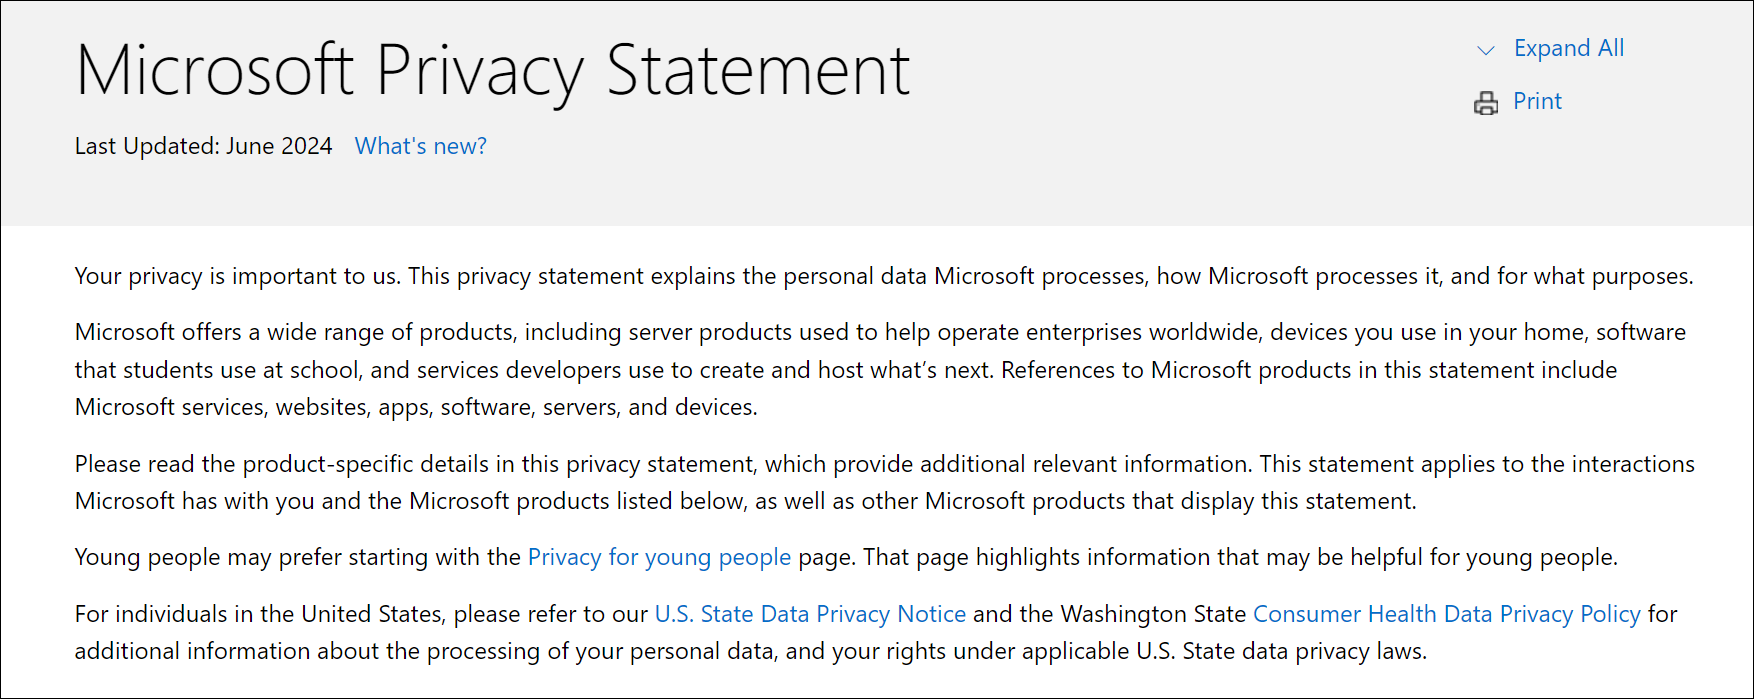 Microsoft Privacy Statement
Expand All
Print
Last Updated: June 2024 What's new?
Your privacy is important to us. This privacy statement explains the personal data Microsoft processes, how Microsoft processes it, and for what purposes.
Microsoft offers a wide range of products, including server products used to help operate enterprises worldwide, devices you use in your home, software
that students use at school, and services developers use to create and host what’s next. References to Microsoft products in this statement include
Microsoft services, websites, apps, software, servers, and devices.
Please read the product-specific details in this privacy statement, which provide additional relevant information. This statement applies to the interactions
Microsoft has with you and the Microsoft products listed below, as well as other Microsoft products that display this statement.
Young people may prefer starting with the Privacy for young people page. That page highlights information that may be helpful for young people.
For individuals in the United States, please refer to our U.S. State Data Privacy Notice and the Washington State Consumer Health Data Privacy Policy for
additional information about the processing of your personal data, and your rights under applicable U.S. State data privacy laws.